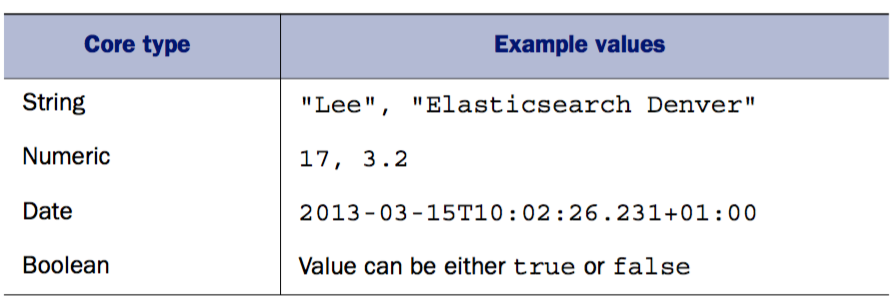 Core type Example values
String "Lee", "Elasticsearch Denver"
Numeric 17, 3.2
Date 2013-03-15T10:02:26.231+01:00
Boolean Value can be either true or false